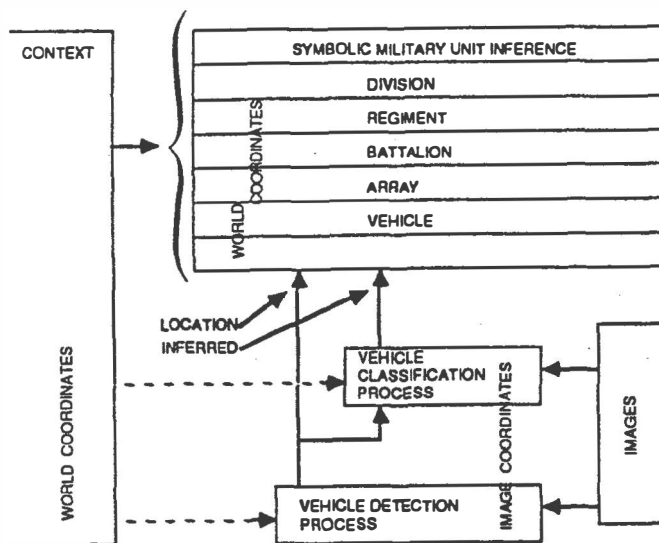 CONTEXT
SYMBOLIC MILITARY UNIT INFERENCE
DIVISION
REGIMENT
BATTALION
ARRAY
VEHICLE
WORLD COORDINATES
LOCATION
INFERRED
VEHICLE
CLASSIFICATION
PROCESS
VEHICLE DETECTION
PROCESS
IMAGE COORDINATES
IMAGES
WORLD COORDINATES